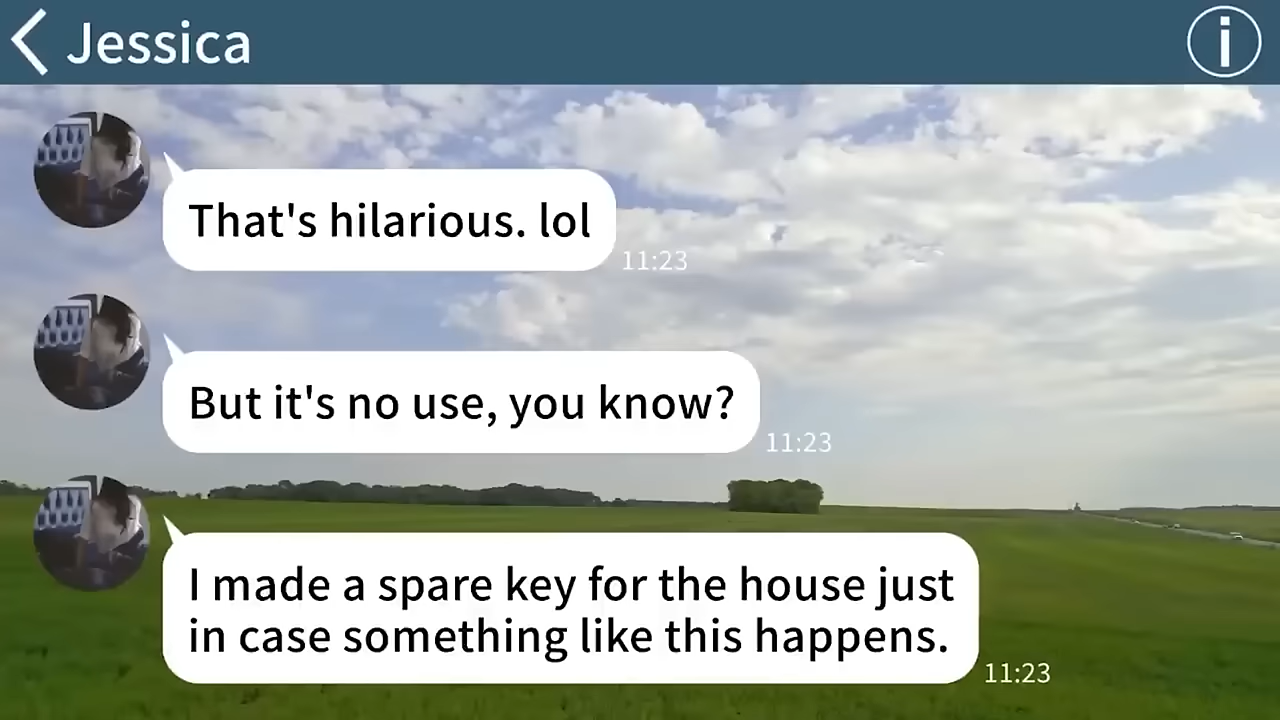 Jessica
That's hilarious. lol
11:23
But it's no use, you know?
11:23
I made a spare key for the house just
in case something like this happens.
11:23